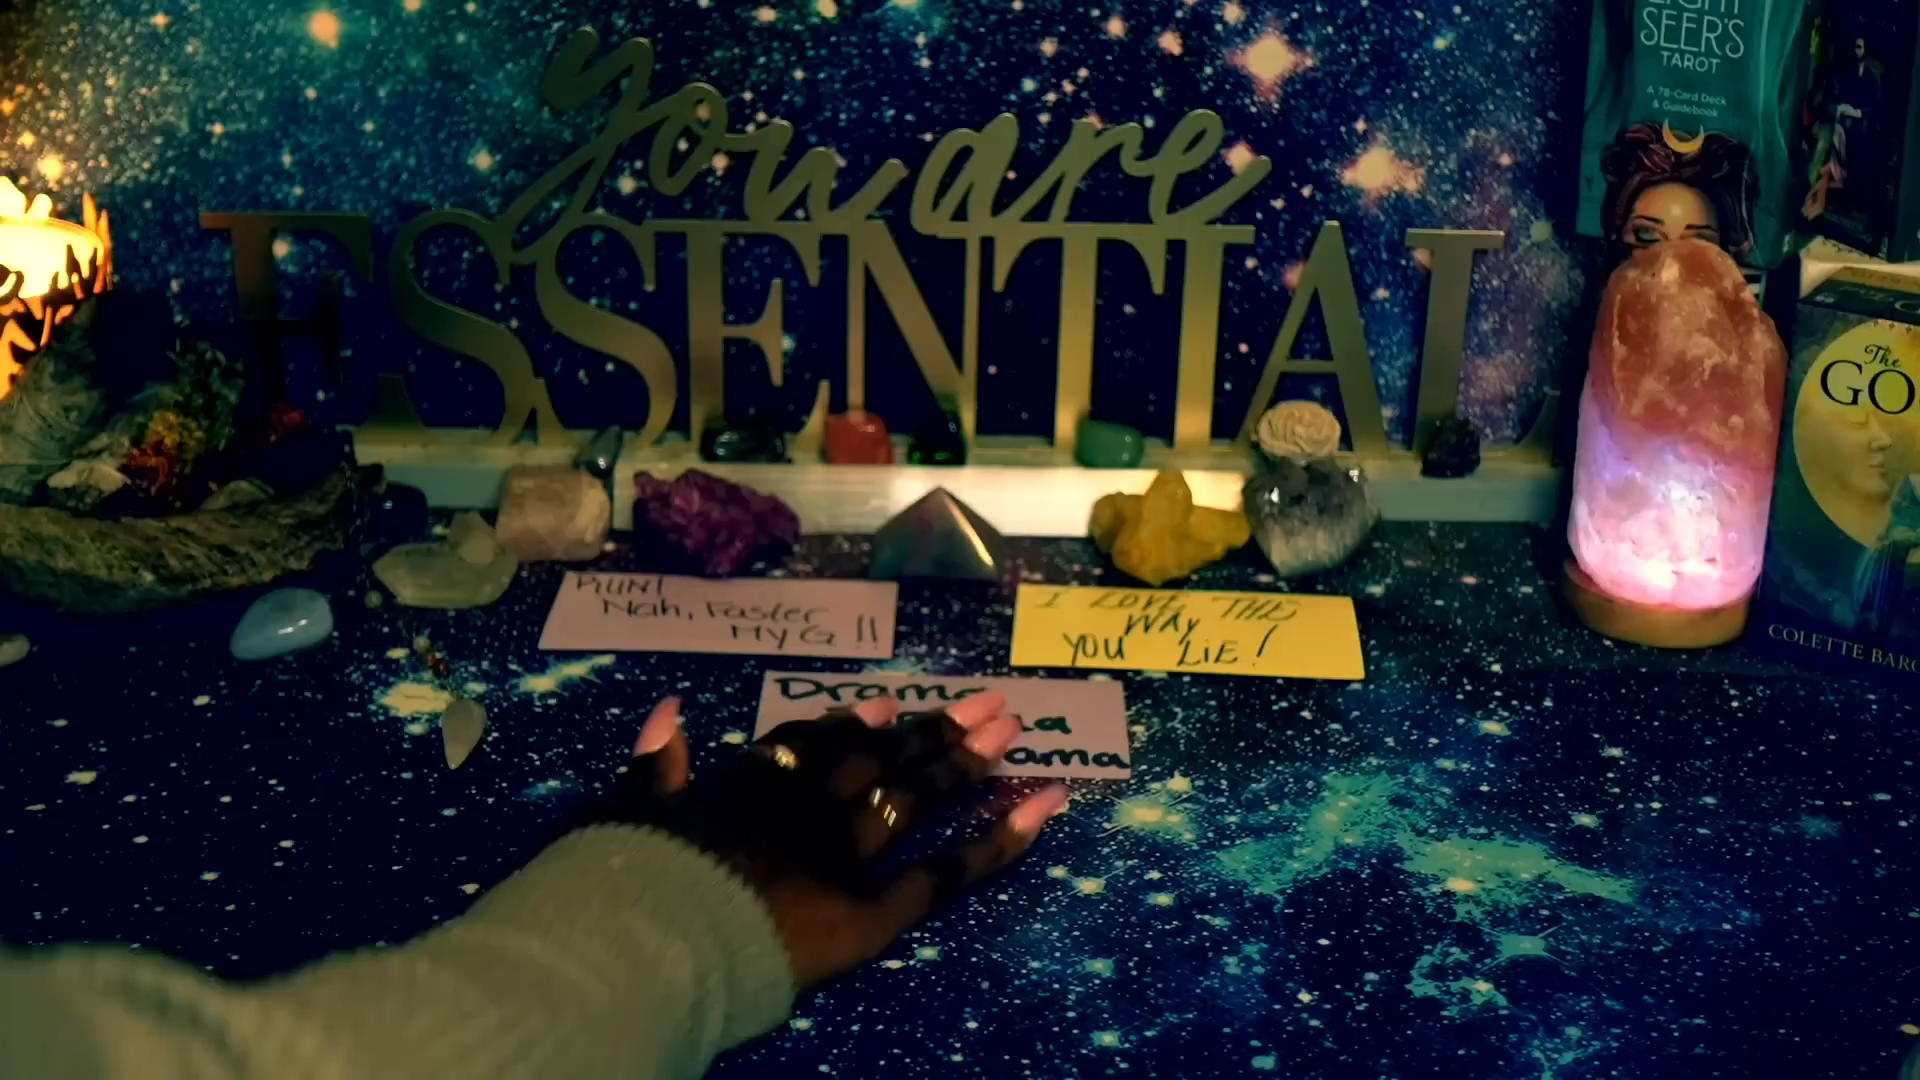 you are
ESSENTIAL
SEER'S
TAROT
A 78-Card Deck
& Guidebook
The
GO
COLETTE BARO
RUN!
Nah, Faster
My G!!
I LOVE THE
WAY
YOU LIE!
Drama
ama